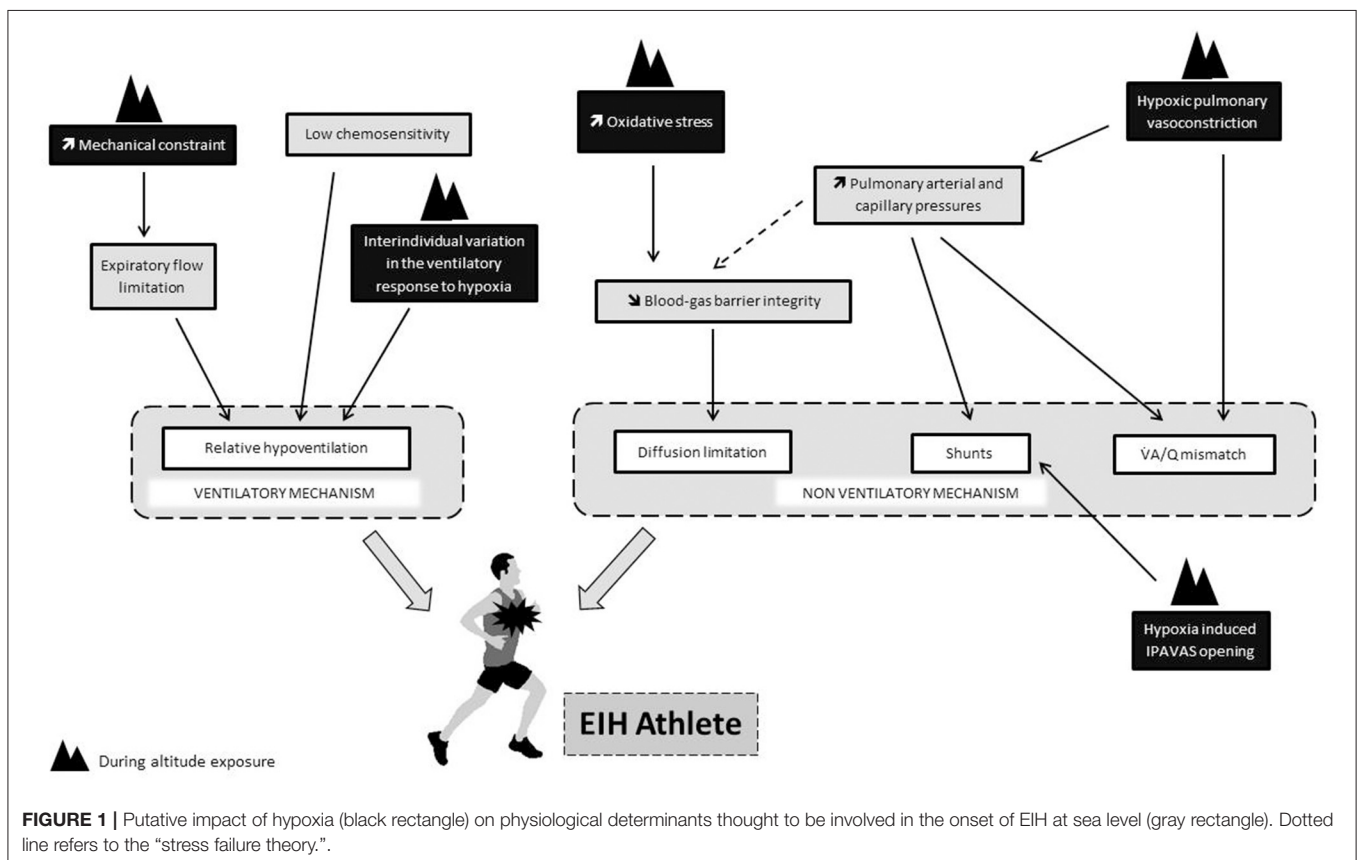 ↗ Mechanical constraint
Low chemosensitivity
↗ Oxidative stress
Hypoxic pulmonary
vasoconstriction
↗ Pulmonary arterial and
capillary pressures
Interindividual variation
in the ventilatory
response to hypoxia
Expiratory flow
limitation
↘ Blood-gas barrier integrity
Relative hypoventilation
VENTILATORY MECHANISM
Diffusion limitation
Shunts
V̇A/Q mismatch
NON VENTILATORY MECHANISM
Hypoxia induced
IPAVAS opening
EIH Athlete
During altitude exposure
FIGURE 1 | Putative impact of hypoxia (black rectangle) on physiological determinants thought to be involved in the onset of EIH at sea level (gray rectangle). Dotted
line refers to the “stress failure theory.”.